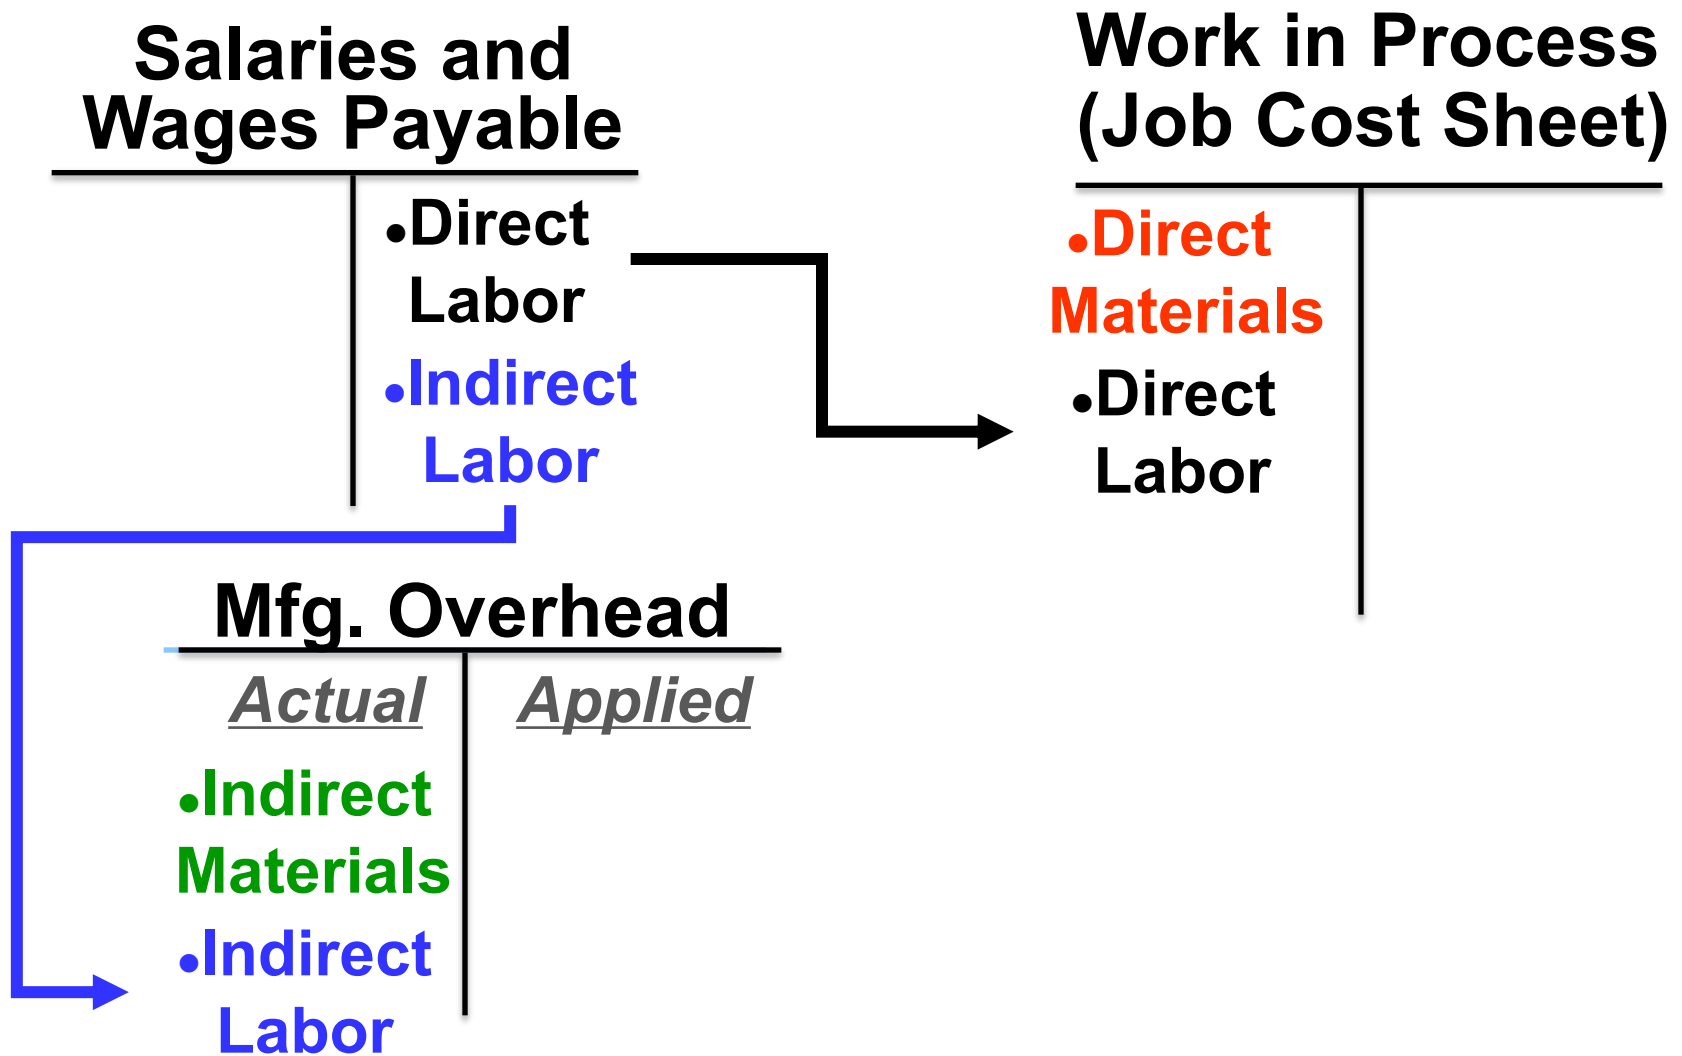 Salaries and
Wages Payable
•Direct
Labor
•Indirect
Labor
Work in Process
(Job Cost Sheet)
•Direct
Materials
•Direct
Labor
Mfg. Overhead
Actual
Applied
•Indirect
Materials
•Indirect
Labor